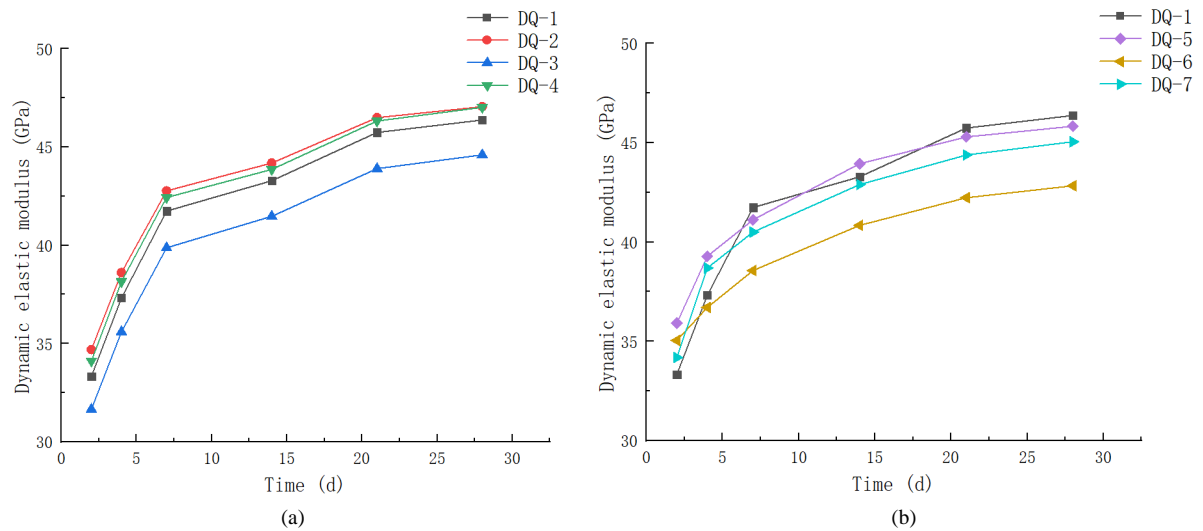 DQ-1
DQ-2
DQ-3
DQ-4
50
45
40
35
30
Dynamic elastic modulus (GPa)
0 5 10 15 20 25 30
Time (d)
(a)
DQ-1
DQ-5
DQ-6
DQ-7
50
45
40
35
30
Dynamic elastic modulus (GPa)
0 5 10 15 20 25 30
Time (d)
(b)